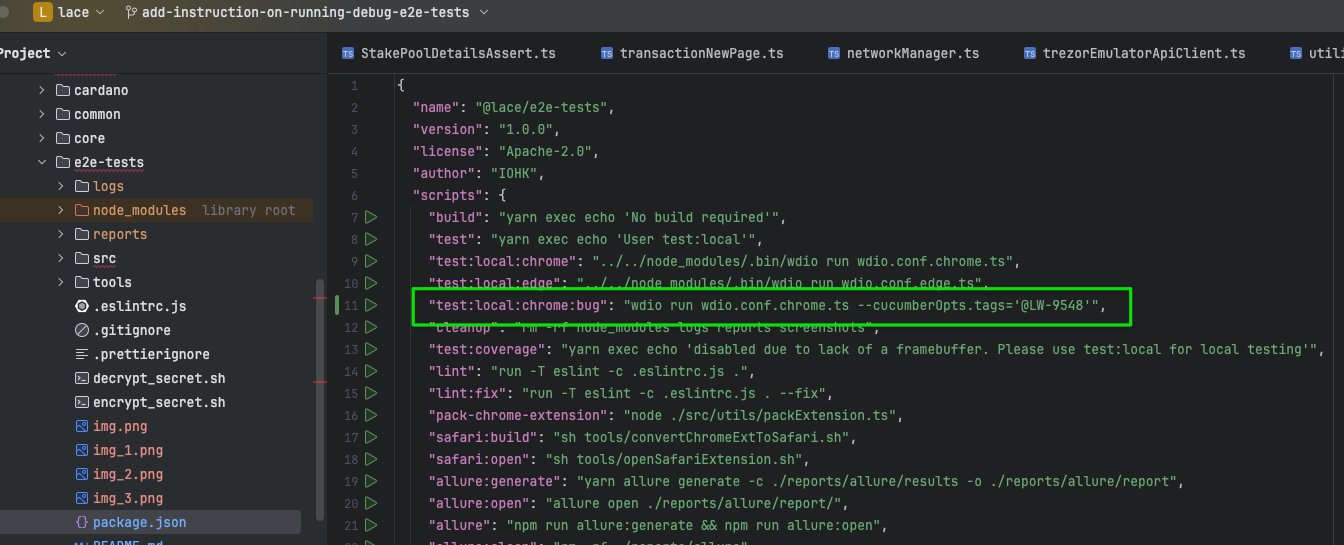 L lace add-instruction-on-running-debug-e2e-tests
Project
TS StakePoolDetailsAssert.ts TS transactionNewPage.ts TS networkManager.ts TS trezorEmulatorApiClient.ts TS utili
cardano
common
core
e2e-tests
logs
node_modules library root
reports
src
tools
.eslintrc.js
.gitignore
.prettierignore
decrypt_secret.sh
encrypt_secret.sh
img.png
img_1.png
img_2.png
img_3.png
package.json
README.md
1 {
2 "name": "@lace/e2e-tests",
3 "version": "1.0.0",
4 "license": "Apache-2.0",
5 "author": "IOHK",
6 "scripts": {
7 "build": "yarn exec echo 'No build required'",
8 "test": "yarn exec echo 'User test:local'",
9 "test:local:chrome": "../../node_modules/.bin/wdio run wdio.conf.chrome.ts",
10 "test:local:edge": "../../node_modules/.bin/wdio run wdio.conf.edge.ts",
11 "test:local:chrome:bug": "wdio run wdio.conf.chrome.ts --cucumberOpts.tags='@LW-9548'",
12 "cleanup": "rm -rf node_modules logs reports screenshots",
13 "test:coverage": "yarn exec echo 'disabled due to lack of a framebuffer. Please use test:local for local testing'",
14 "lint": "run -T eslint -c .eslintrc.js .",
15 "lint:fix": "run -T eslint -c .eslintrc.js . --fix",
16 "pack-chrome-extension": "node ./src/utils/packExtension.ts",
17 "safari:build": "sh tools/convertChromeExtToSafari.sh",
18 "safari:open": "sh tools/openSafariExtension.sh",
19 "allure:generate": "yarn allure generate -c ./reports/allure/results -o ./reports/allure/report",
20 "allure:open": "allure open ./reports/allure/report/",
21 "allure": "npm run allure:generate && npm run allure:open",